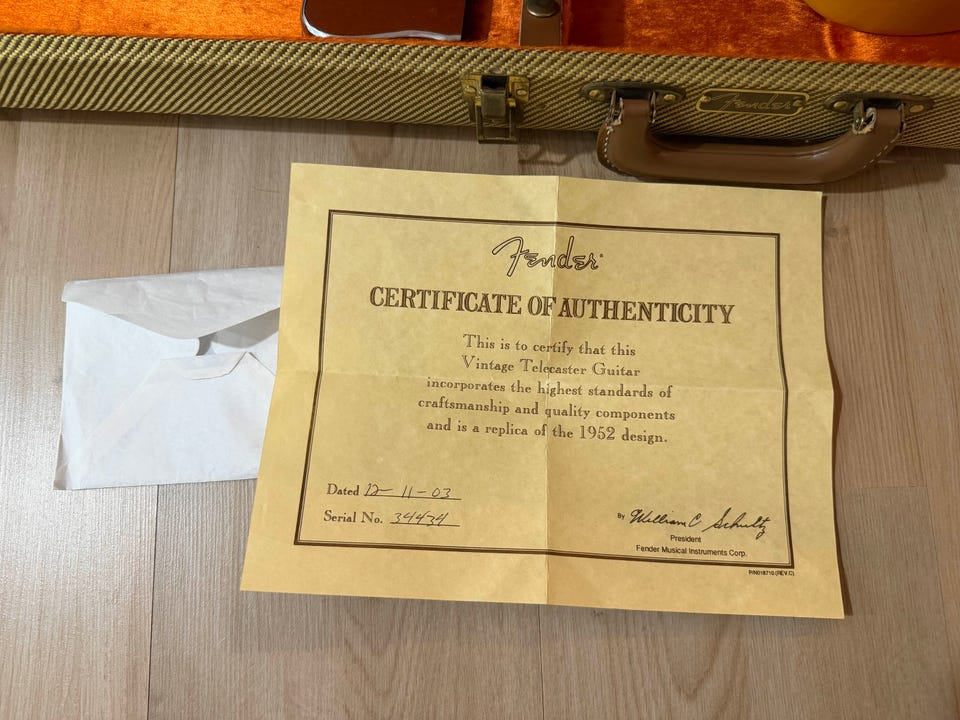 Fender
Fender
CERTIFICATE OF AUTHENTICITY
This is to certify that this
Vintage Telecaster Guitar
incorporates the highest standards of
craftsmanship and quality components
and is a replica of the 1952 design.
Dated 12-11-03
Serial No. 34434
By William C Schultz
President
Fender Musical Instruments Corp.
P/N018710 (REV.C)